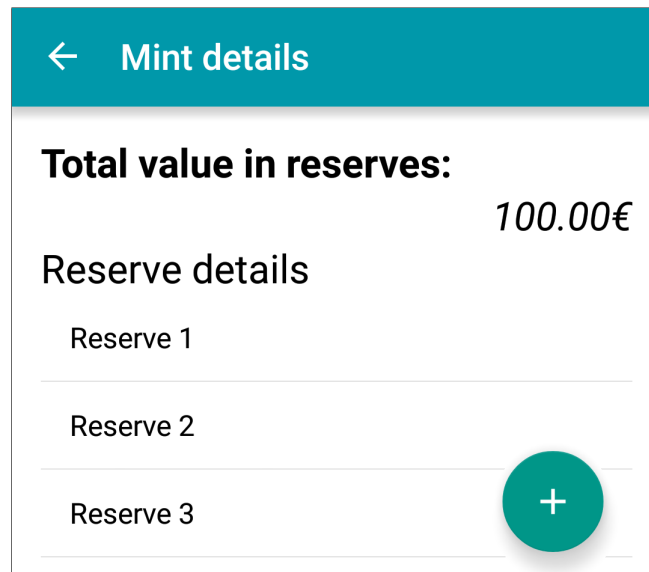 Mint details
Total value in reserves:
100.00€
Reserve details
Reserve 1
Reserve 2
Reserve 3